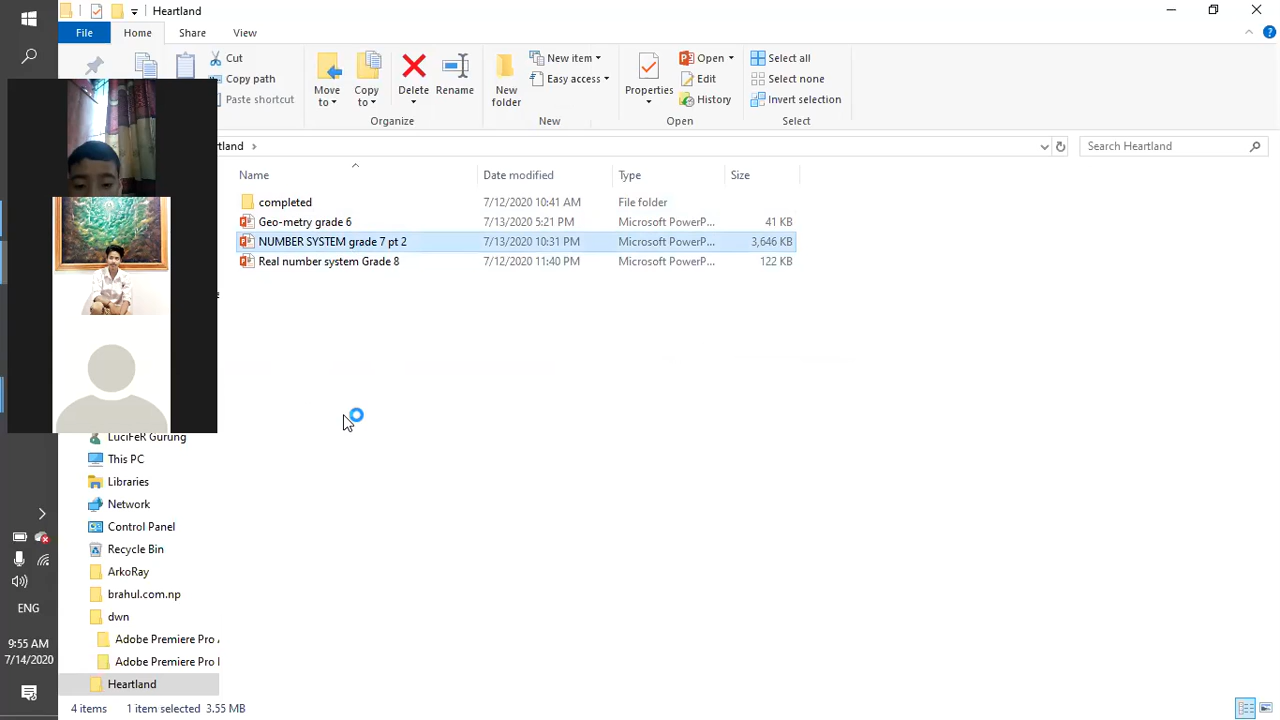 Heartland
File
Home
Share
View
Cut
Copy path
Paste shortcut
Move to
Copy to
Delete
Rename
New folder
New item
Easy access
Properties
Open
Edit
History
Select all
Select none
Invert selection
Organize
New
Open
Select
rtland
Search Heartland
Name
Date modified
Type
Size
completed 7/12/2020 10:41 AM File folder
Geo-metry grade 6 7/13/2020 5:21 PM Microsoft PowerP... 41 KB
NUMBER SYSTEM grade 7 pt 2 7/13/2020 10:31 PM Microsoft PowerP... 3,646 KB
Real number system Grade 8 7/12/2020 11:40 PM Microsoft PowerP... 122 KB
LuciFeR Gurung
This PC
Libraries
Network
Control Panel
Recycle Bin
ArkoRay
brahul.com.np
dwn
Adobe Premiere Pro
Adobe Premiere Pro
Heartland
ENG
9:55 AM
7/14/2020
4 items 1 item selected 3.55 MB